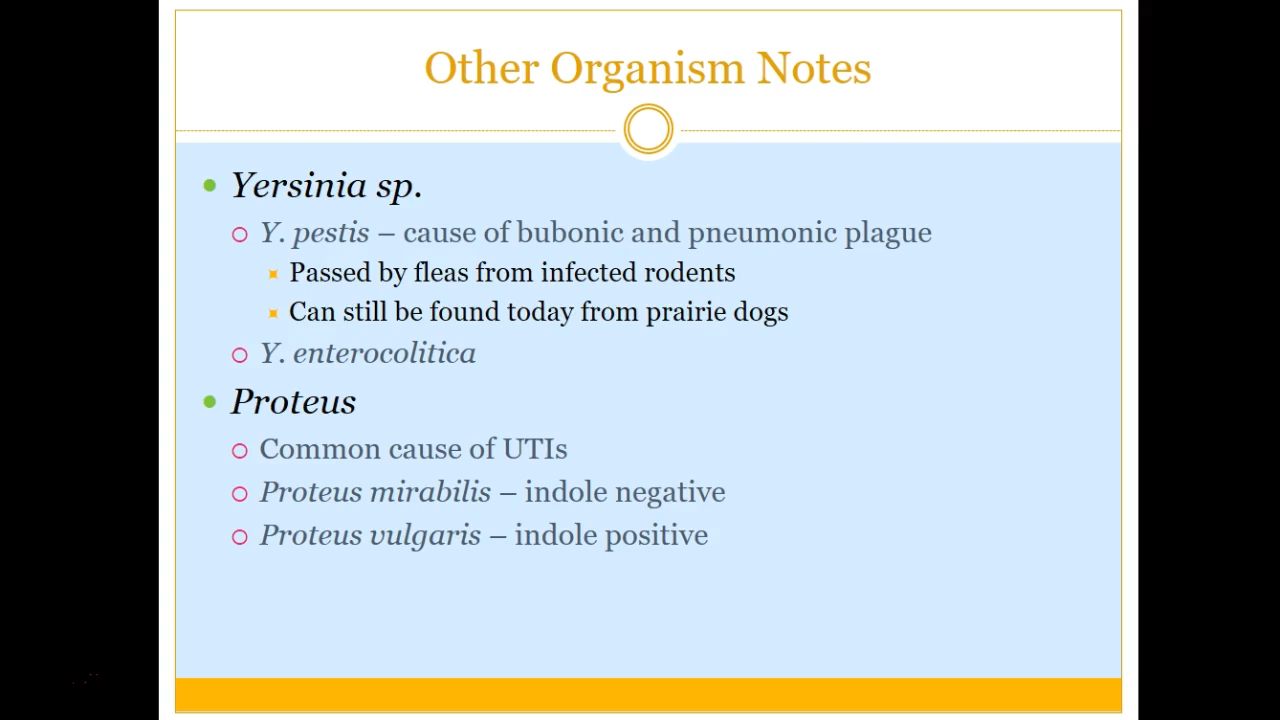 Other Organism Notes
Yersinia sp.
Y. pestis – cause of bubonic and pneumonic plague
Passed by fleas from infected rodents
Can still be found today from prairie dogs
Y. enterocolitica
Proteus
Common cause of UTIs
Proteus mirabilis – indole negative
Proteus vulgaris – indole positive